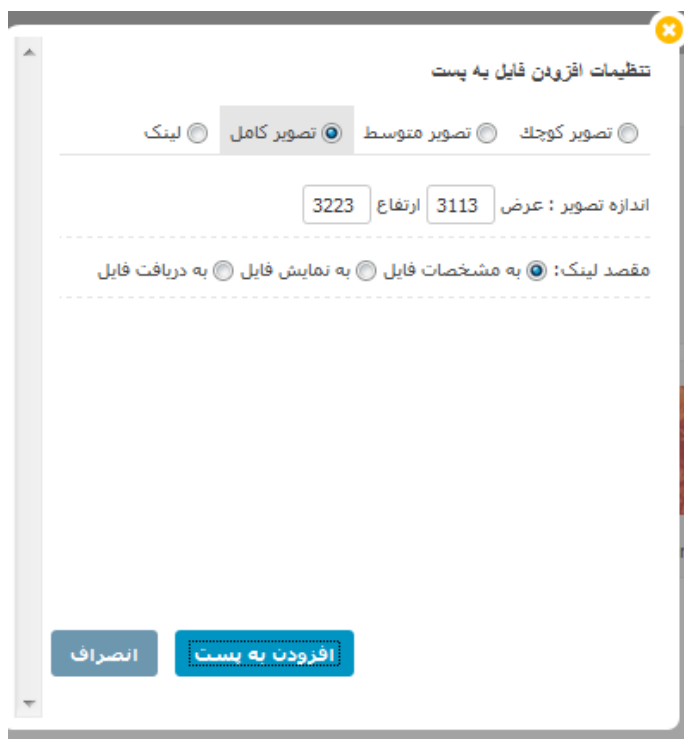 تنظیمات افزودن فایل به پست
تصویر کوچك تصویر متوسط تصویر کامل لینک
اندازه تصویر : عرض 3113 ارتفاع 3223
مقصد لینک: به مشخصات فایل به نمایش فایل به دریافت فایل
افزودن به پست انصراف